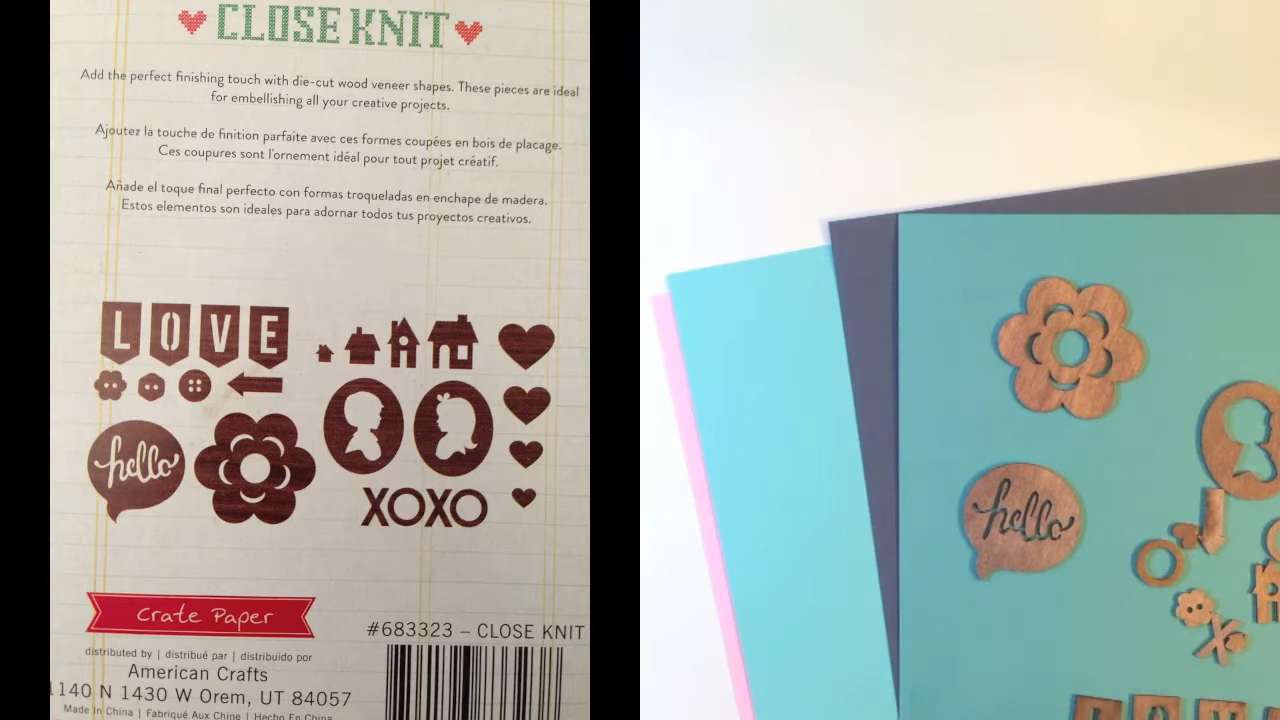 CLOSE KNIT
Add the perfect finishing touch with die-cut wood veneer shapes. These pieces are ideal
for embellishing all your creative projects.
Ajoutez la touche de finition parfaite avec ces formes coupées en bois de placage.
Ces coupures sont l'ornement idéal pour tout projet créatif.
Añade el toque final perfecto con formas troqueladas en enchape de madera.
Estos elementos son ideales para adornar todos tus proyectos creativos.
LOVE
hello
XOXO
Crate Paper
#683323 – CLOSE KNIT
distributed by | distribué par | distribuido por
American Crafts
1140 N 1430 W Orem, UT 84057
Made In China | Fabriqué Aux Chine | Hecho En China
hello
X